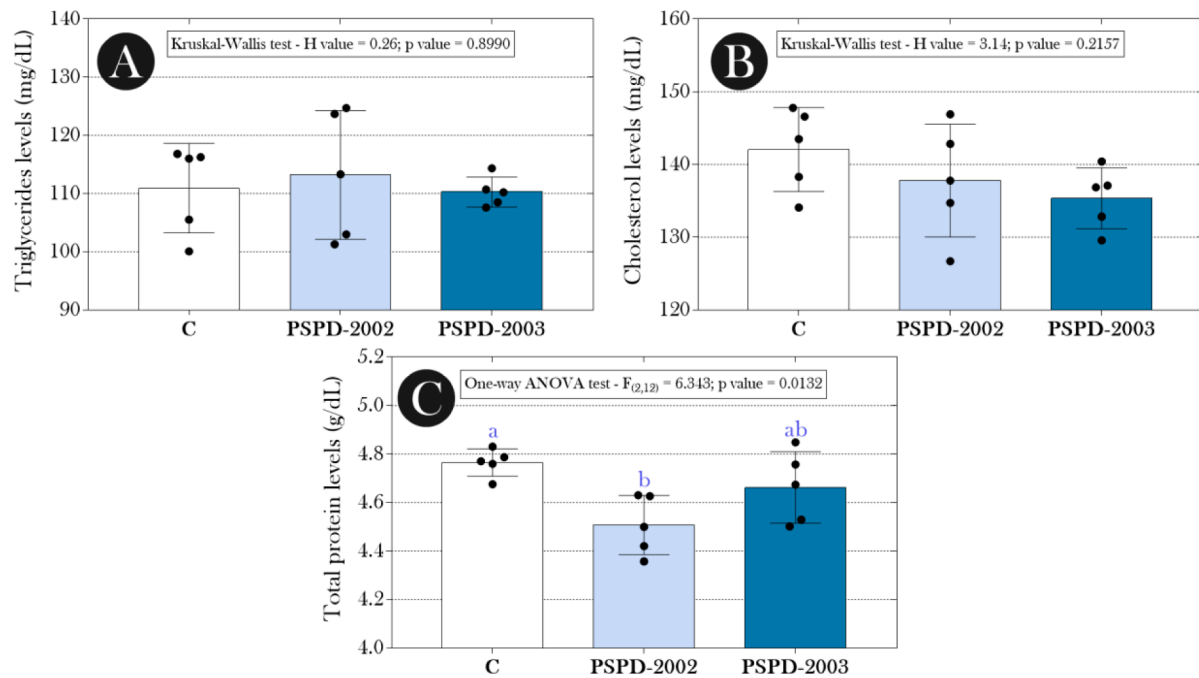 A
Kruskal-Wallis test - H value = 0.26; p value = 0.8990
Triglycerides levels (mg/dL)
140
130
120
110
100
90
C PSPD-2002 PSPD-2003
B
Kruskal-Wallis test - H value = 3.14; p value = 0.2157
Cholesterol levels (mg/dL)
160
150
140
130
120
C PSPD-2002 PSPD-2003
C
One-way ANOVA test - F(2,12) = 6.343; p value = 0.0132
Total protein levels (g/dL)
5.2
5.0
4.8
4.6
4.4
4.2
4.0
a
b
ab
C PSPD-2002 PSPD-2003